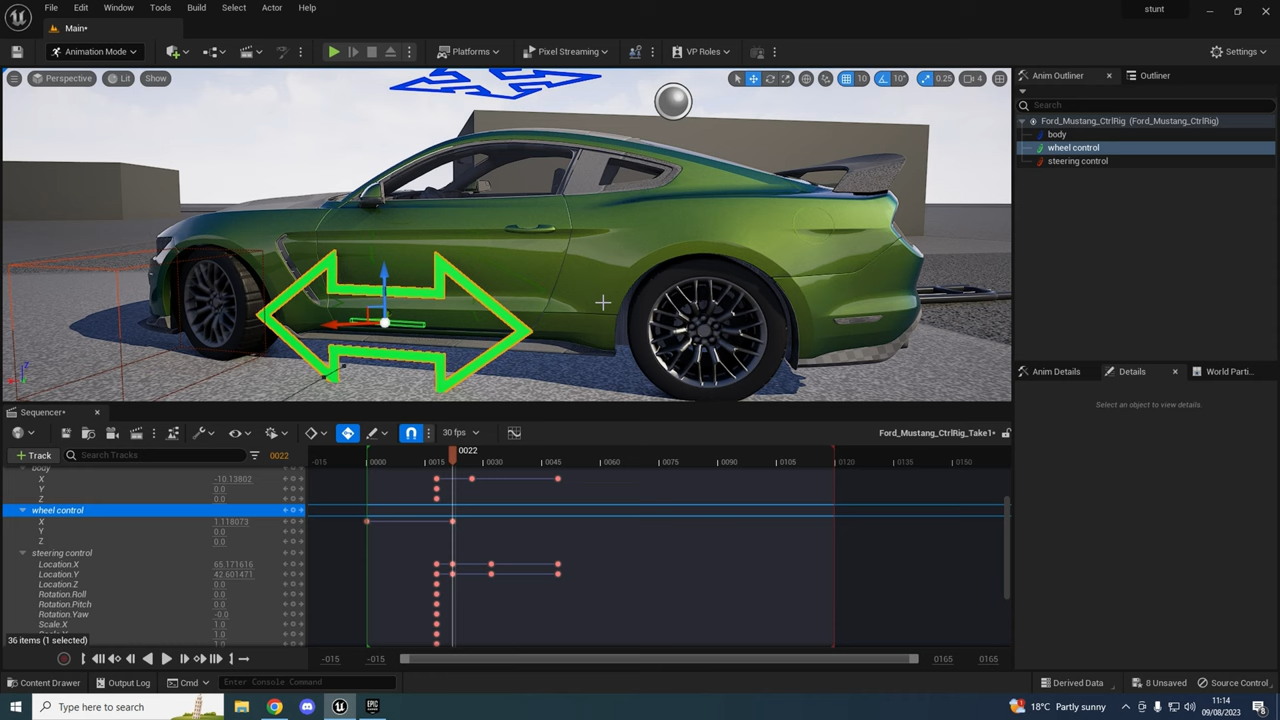 File Edit Window Tools Build Select Actor Help
stunt
Main*
Animation Mode
Platforms
Pixel Streaming
VP Roles
Settings
Perspective Lit Show
10 10° 0.25 4
Anim Outliner
Outliner
Search
Ford_Mustang_CtrlRig (Ford_Mustang_CtrlRig)
body
wheel control
steering control
Anim Details
Details
World Parti...
Select an object to view details.
Sequencer*
30 fps
Ford_Mustang_CtrlRig_Take1*
Track
Search Tracks
0022
0022
-015 0000 0015 0030 0045 0060 0075 0090 0105 0120 0135 0150
body
X -10.13802
Y 0.0
Z 0.0
wheel control
X 1.118073
Y 0.0
Z 0.0
steering control
Location.X 65.171616
Location.Y 42.601471
Location.Z 0.0
Rotation.Roll 0.0
Rotation.Pitch 0.0
Rotation.Yaw -0.0
Scale.X 1.0
1.0
36 items (1 selected)
-015 -015 0165 0165
Content Drawer
Output Log
Cmd
Enter Console Command
Derived Data
8 Unsaved
Source Control
Type here to search
EPIC
18°C Partly sunny
11:14
09/08/2023